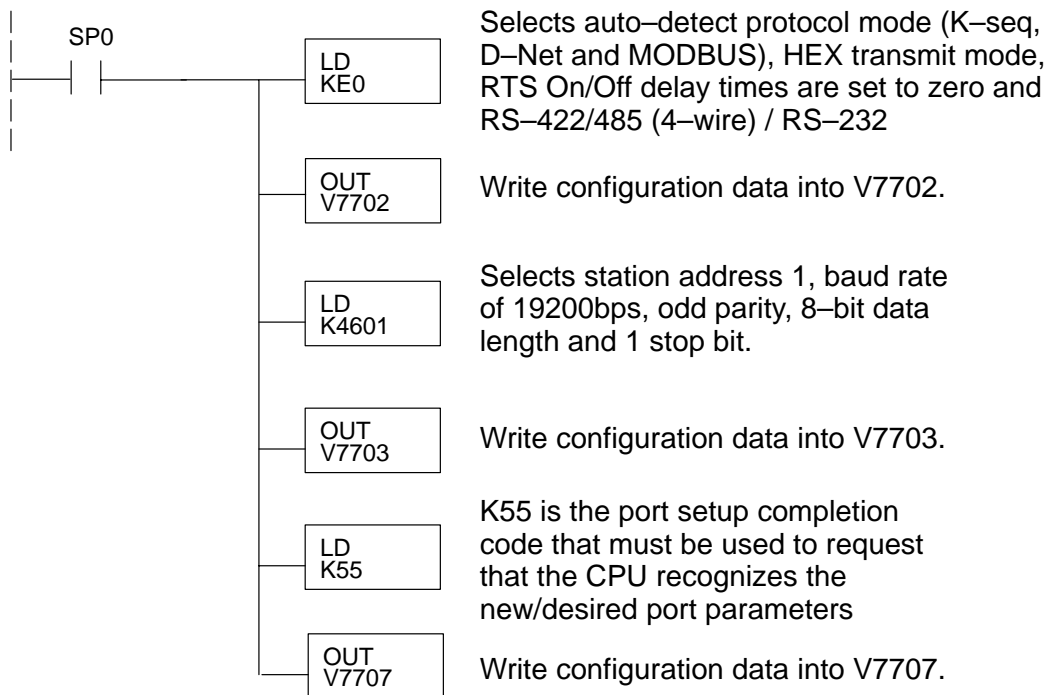 SP0
LD
KE0
Selects auto–detect protocol mode (K–seq,
D–Net and MODBUS), HEX transmit mode,
RTS On/Off delay times are set to zero and
RS–422/485 (4–wire) / RS–232
OUT
V7702
Write configuration data into V7702.
LD
K4601
Selects station address 1, baud rate
of 19200bps, odd parity, 8–bit data
length and 1 stop bit.
OUT
V7703
Write configuration data into V7703.
LD
K55
K55 is the port setup completion
code that must be used to request
that the CPU recognizes the
new/desired port parameters
OUT
V7707
Write configuration data into V7707.